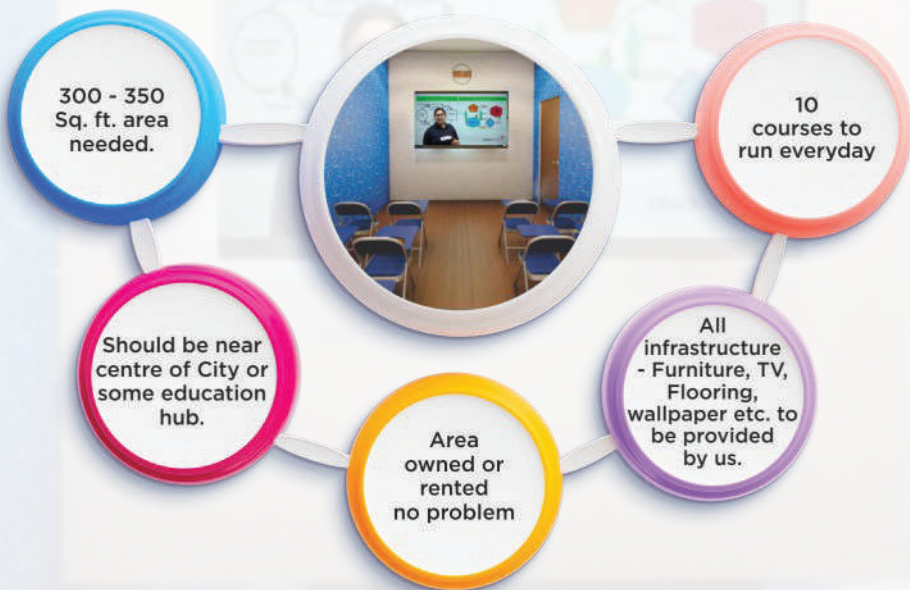 300 - 350
Sq. ft. area
needed.
10
courses to
run everyday
Should be near
centre of City or
some education
hub.
Area
owned or
rented
no problem
All
infrastructure
- Furniture, TV,
Flooring,
wallpaper etc. to
be provided
by us.